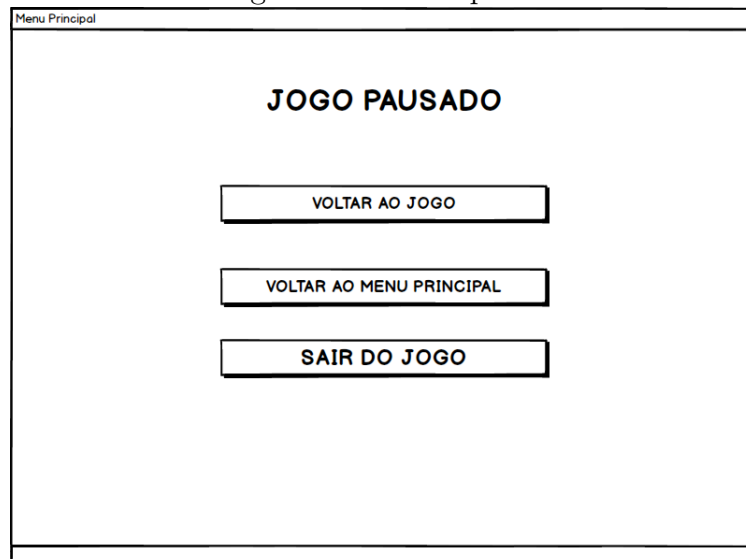 Menu Principal
JOGO PAUSADO
VOLTAR AO JOGO
VOLTAR AO MENU PRINCIPAL
SAIR DO JOGO